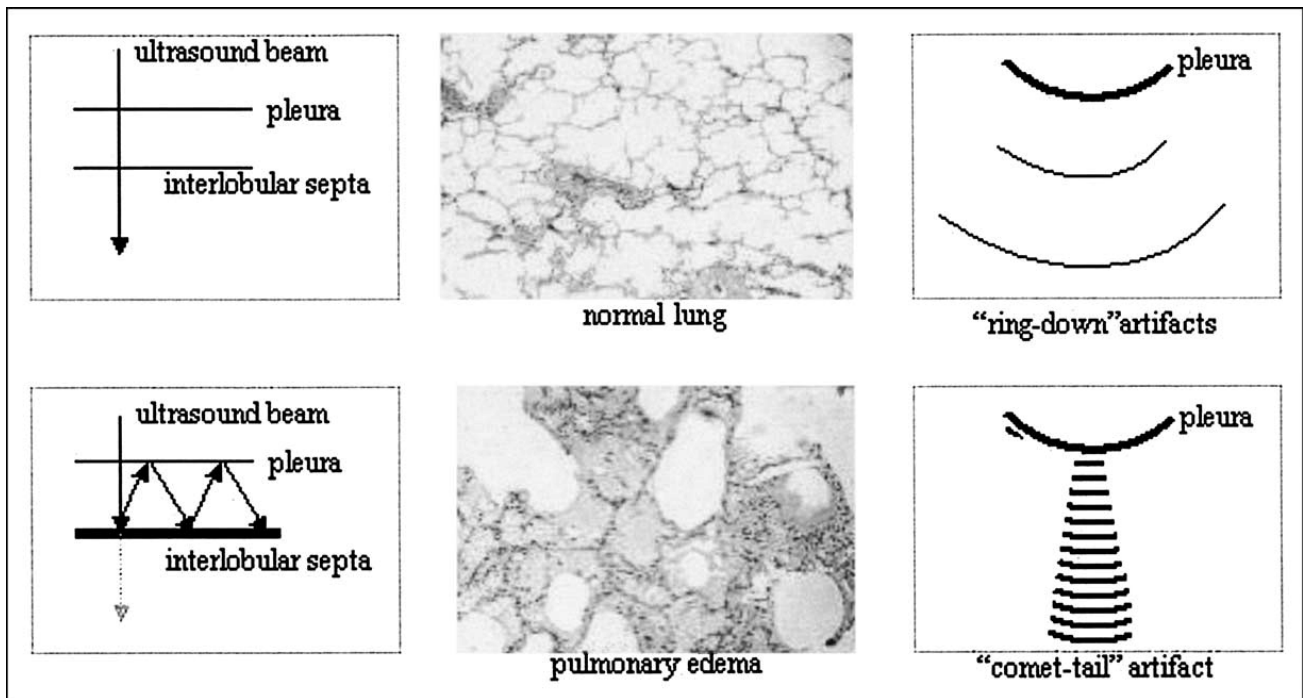 ultrasound beam
pleura
interlobular septa
normal lung
pleura
“ring-down”artifacts
ultrasound beam
pleura
interlobular septa
pulmonary edema
pleura
“comet-tail” artifact